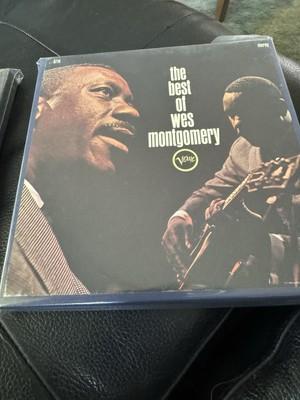 the
best
of
wes
montgomery
Verve